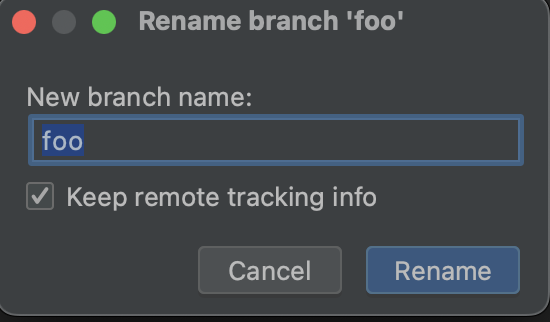 Rename branch 'foo'
New branch name:
foo
Keep remote tracking info
Cancel Rename